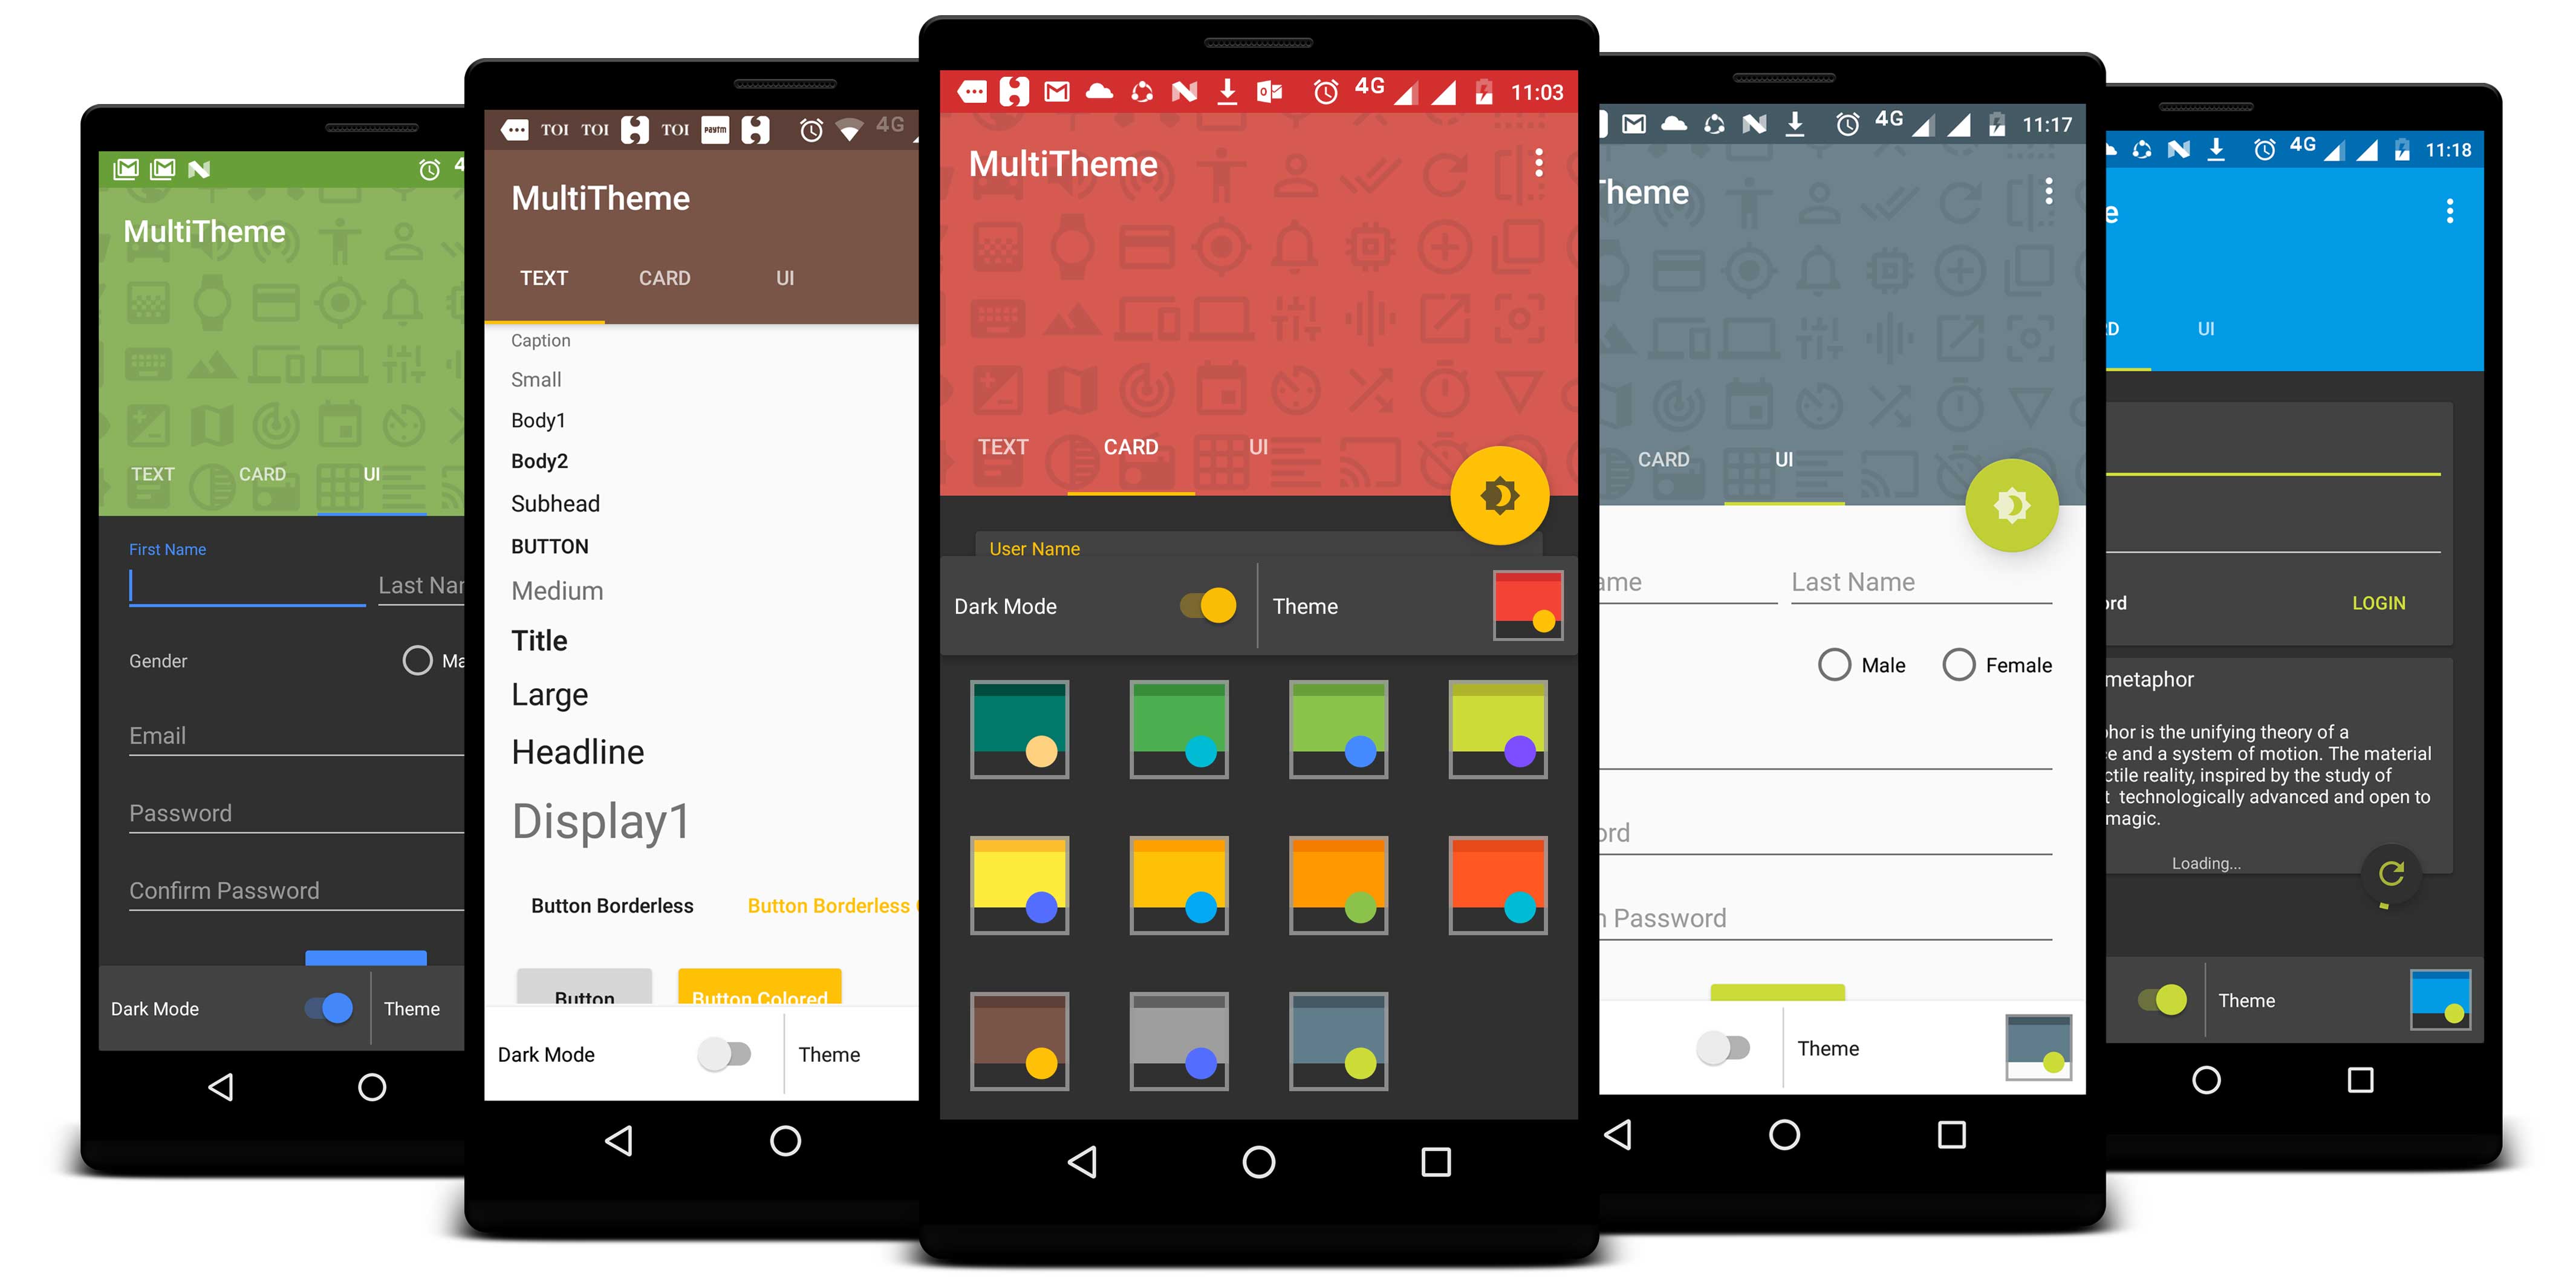 MultiTheme
TEXT CARD UI
First Name
Last Nar
Gender
Ma
Email
Password
Confirm Password
Dark Mode
Theme
TOI TOI TOI Paytm 4G
MultiTheme
TEXT CARD UI
Caption
Small
Body1
Body2
Subhead
BUTTON
Medium
Title
Large
Headline
Display1
Button Borderless
Button Borderless
Button
Button Colored
Dark Mode
Theme
4G 11:03
MultiTheme
TEXT CARD UI
User Name
Dark Mode
Theme
4G 11:17
Theme
CARD UI
ame
Last Name
Male
Female
ord
Password
Theme
4G 11:18
e
D UI
ord
LOGIN
metaphor
phor is the unifying theory of a
e and a system of motion. The material
ctile reality, inspired by the study of
t technologically advanced and open to
magic.
Loading...
Theme